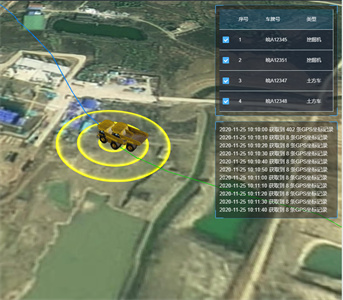 序号 车牌号 类型
1 皖A12345 挖掘机
2 皖A12351 挖掘机
3 皖A12347 土方车
4 皖A12348 土方车
2020-11-25 10:10:00 获取到 402 条GPS坐标记录
2020-11-25 10:10:10 获取到 8 条GPS坐标记录
2020-11-25 10:10:20 获取到 8 条GPS坐标记录
2020-11-25 10:10:30 获取到 8 条GPS坐标记录
2020-11-25 10:10:40 获取到 8 条GPS坐标记录
2020-11-25 10:10:50 获取到 8 条GPS坐标记录
2020-11-25 10:11:00 获取到 8 条GPS坐标记录
2020-11-25 10:11:10 获取到 8 条GPS坐标记录
2020-11-25 10:11:20 获取到 8 条GPS坐标记录
2020-11-25 10:11:30 获取到 8 条GPS坐标记录
2020-11-25 10:11:40 获取到 8 条GPS坐标记录